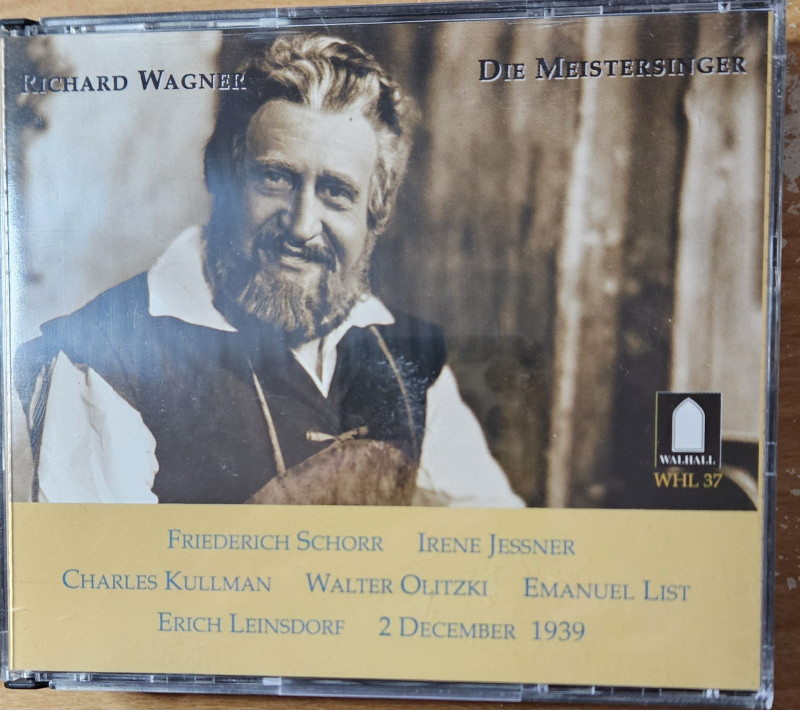 RICHARD WAGNER
DIE MEISTERSINGER
WALHALL
WHL 37
FRIEDERICH SCHORR IRENE JESSNER
CHARLES KULLMAN WALTER OLITZKI EMANUEL LIST
ERICH LEINSDORF 2 DECEMBER 1939